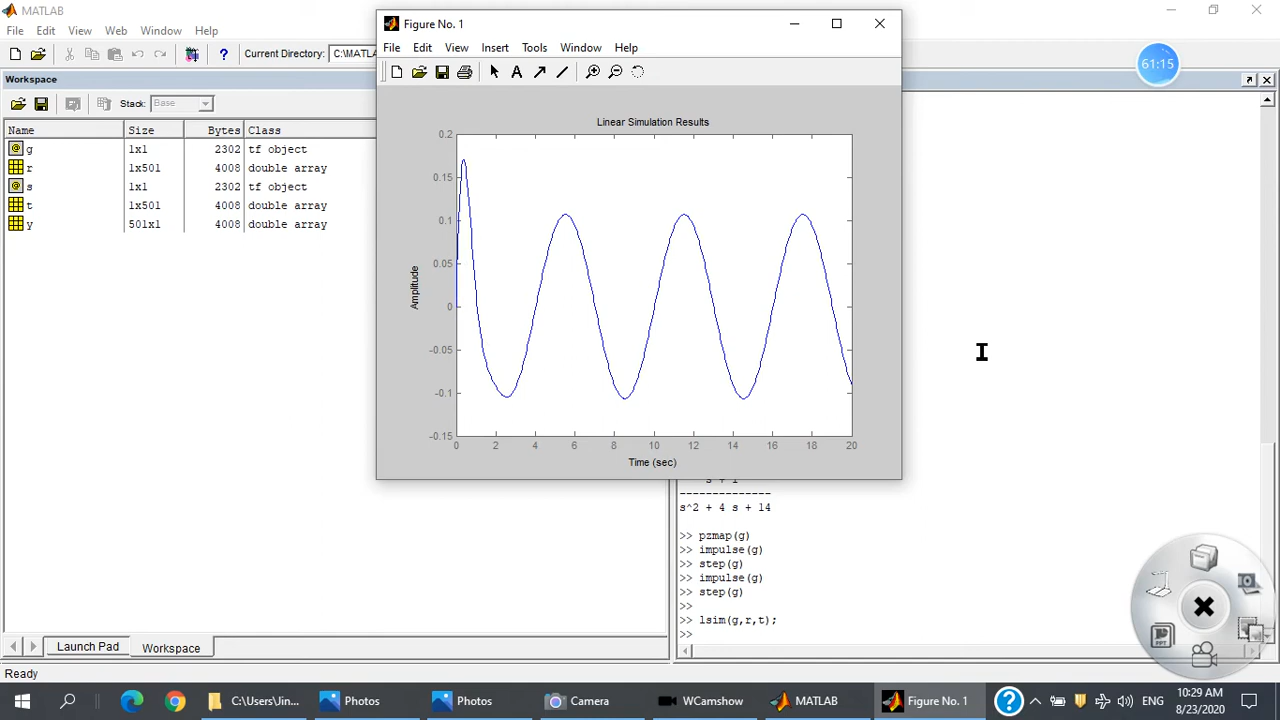 MATLAB
File Edit View Web Window Help
Current Directory: C:\MATLA
Workspace
Stack: Base
Name Size Bytes Class
g 1x1 2302 tf object
r 1x501 4008 double array
s 1x1 2302 tf object
t 1x501 4008 double array
y 501x1 4008 double array
Launch Pad Workspace
Ready
Figure No. 1
File Edit View Insert Tools Window Help
A
Linear Simulation Results
0.2
0.15
0.1
0.05
0
-0.05
-0.1
-0.15
Amplitude
0 2 4 6 8 10 12 14 16 18 20
Time (sec)
61:15
s + 1
--------------
s^2 + 4 s + 14
>> pzmap(g)
>> impulse(g)
>> step(g)
>> impulse(g)
>> step(g)
>>
>> lsim(g,r,t);
>>
PPT
C:\Users\Jin... Photos Photos Camera WCamshow MATLAB Figure No. 1
ENG
10:29 AM
8/23/2020